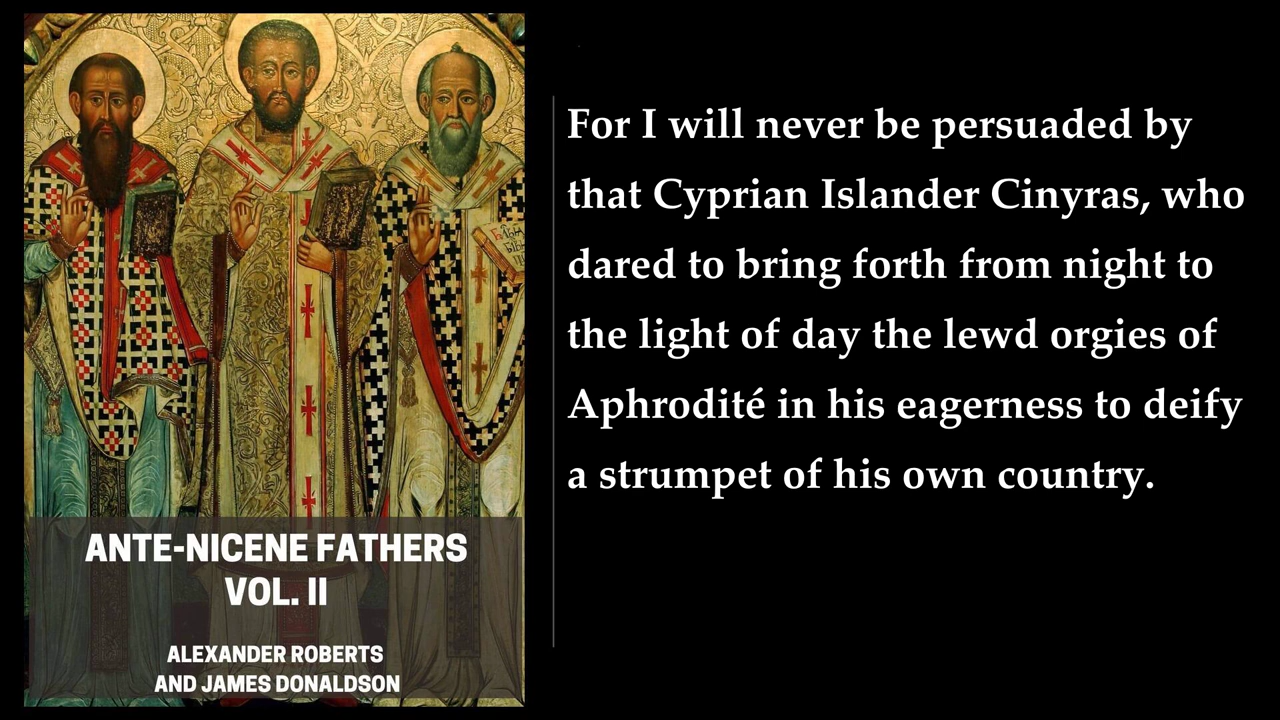 For I will never be persuaded by
that Cyprian Islander Cinyras, who
dared to bring forth from night to
the light of day the lewd orgies of
Aphrodité in his eagerness to deify
a strumpet of his own country.
ANTE-NICENE FATHERS
VOL. II
ALEXANDER ROBERTS
AND JAMES DONALDSON